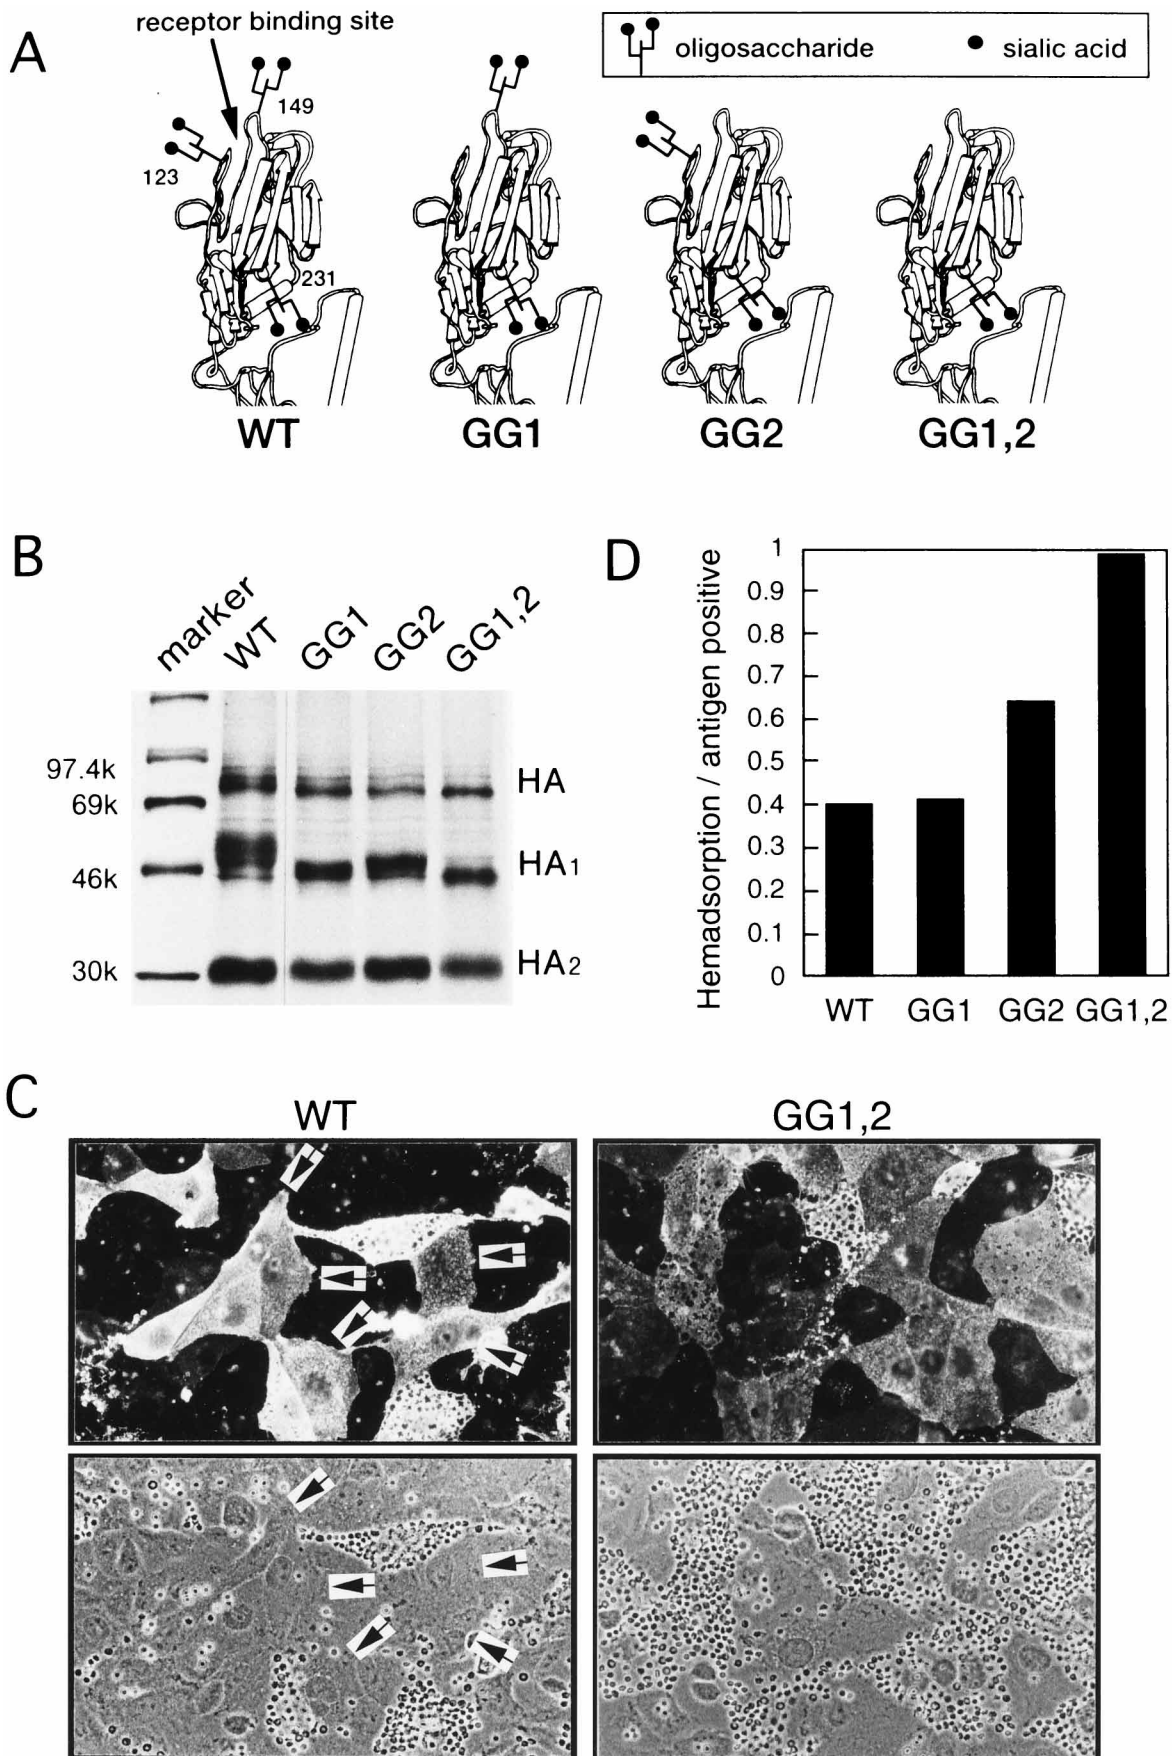 A
receptor binding site
oligosaccharide
sialic acid
149
123
231
WT
GG1
GG2
GG1,2
B
marker
WT
GG1
GG2
GG1,2
97.4k
69k
46k
30k
HA
HA1
HA2
D
Hemadsorption / antigen positive
1
0.9
0.8
0.7
0.6
0.5
0.4
0.3
0.2
0.1
0
WT
GG1
GG2
GG1,2
C
WT
GG1,2